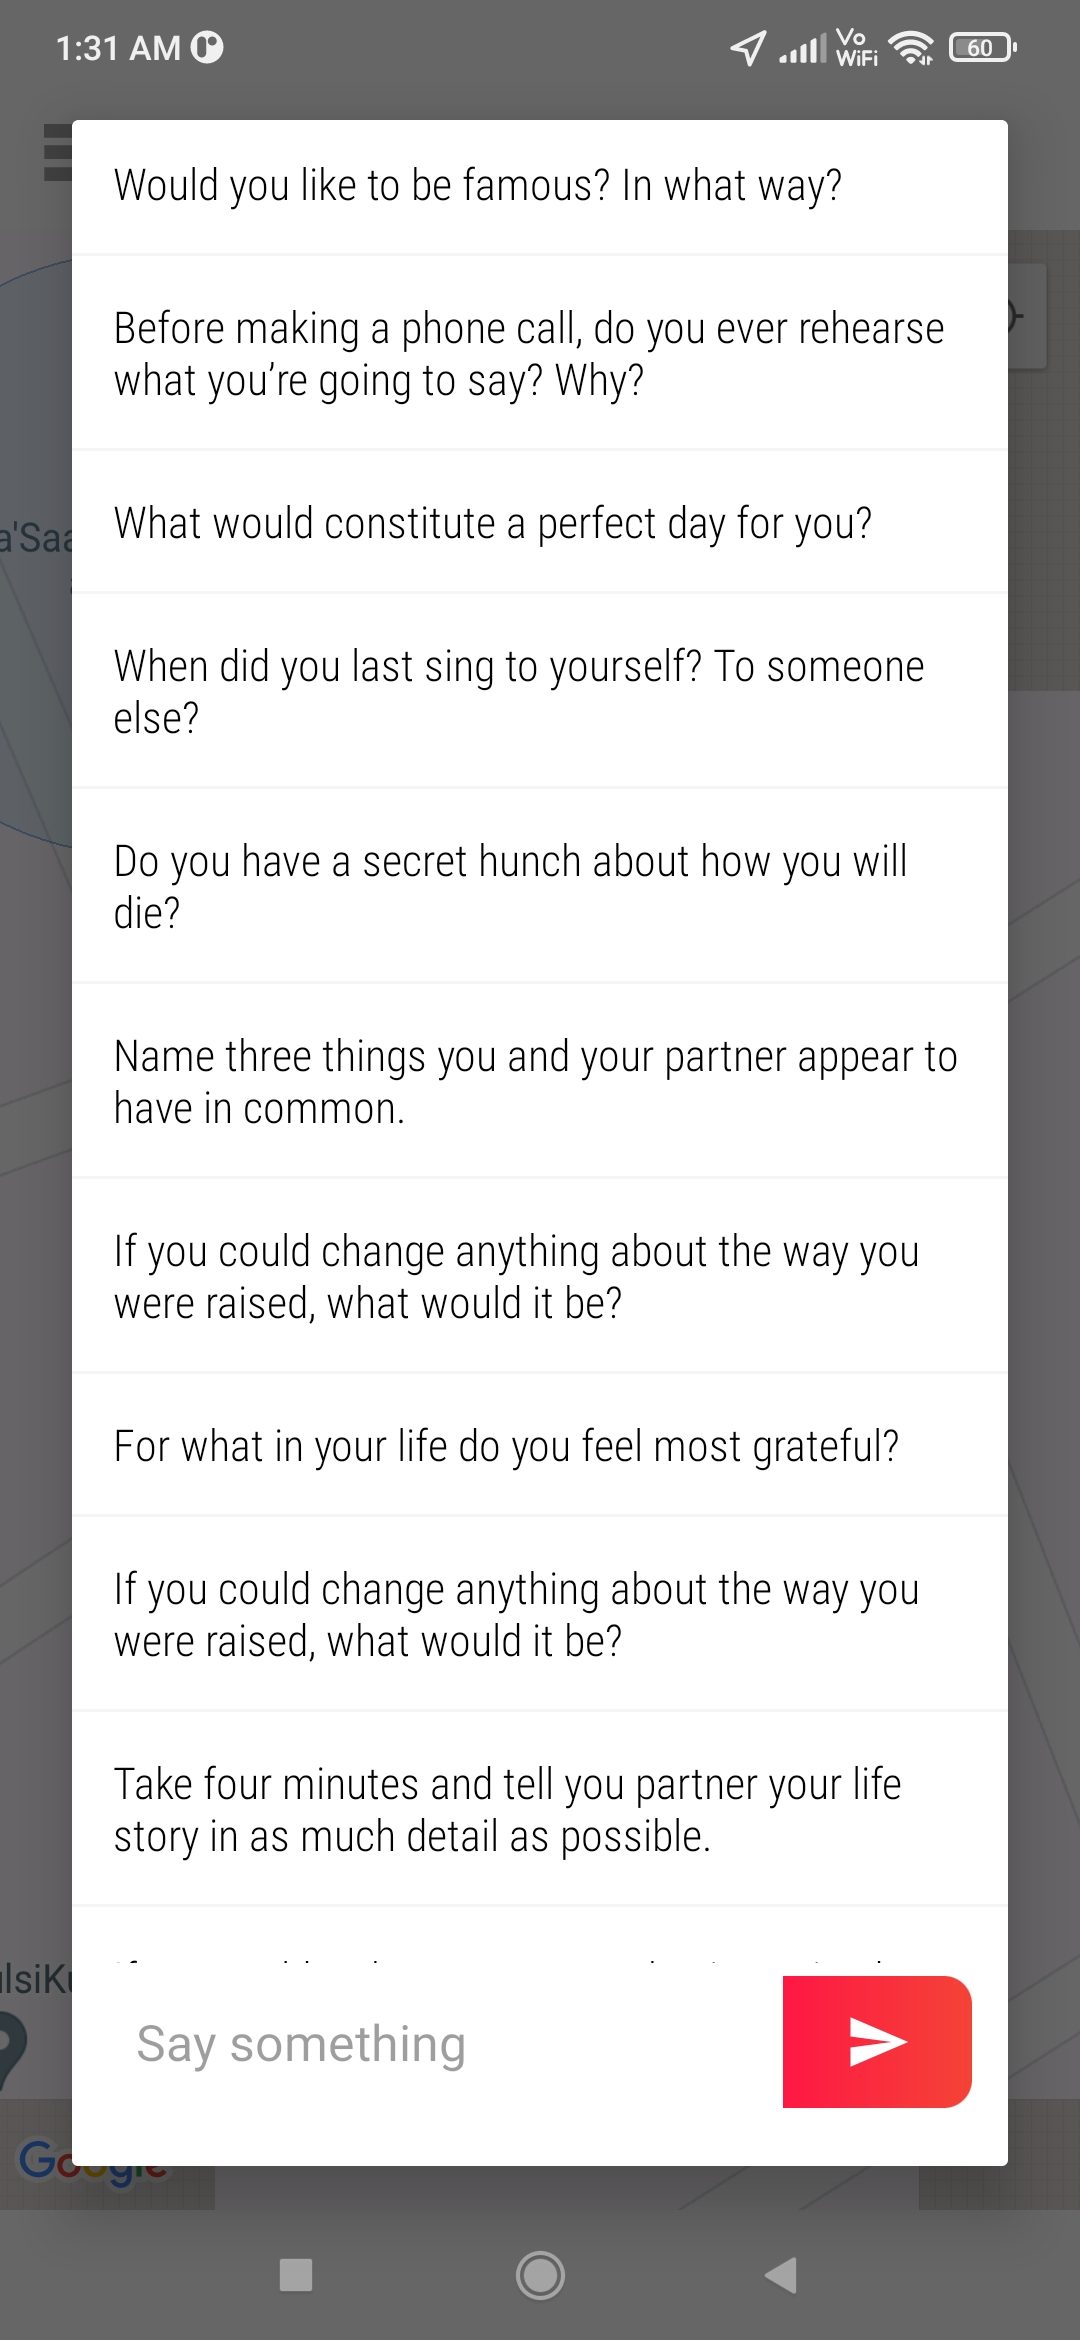 1:31 AM
Vo
WiFi
60
Would you like to be famous? In what way?
Before making a phone call, do you ever rehearse
what you’re going to say? Why?
What would constitute a perfect day for you?
a'Saa
When did you last sing to yourself? To someone
else?
Do you have a secret hunch about how you will
die?
Name three things you and your partner appear to
have in common.
If you could change anything about the way you
were raised, what would it be?
For what in your life do you feel most grateful?
If you could change anything about the way you
were raised, what would it be?
Take four minutes and tell you partner your life
story in as much detail as possible.
Say something
Google